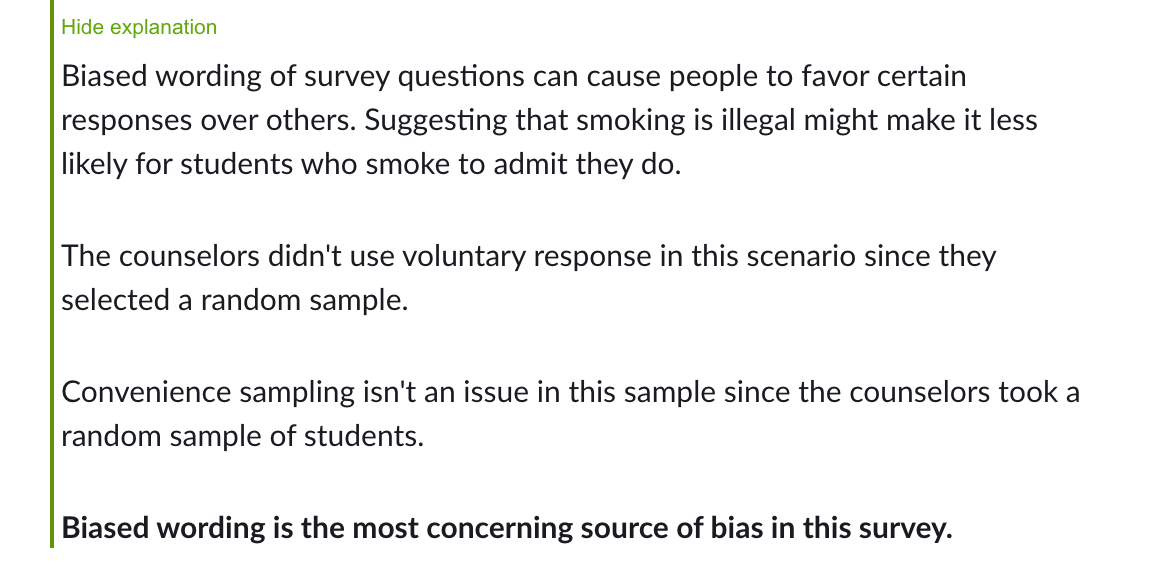 Hide explanation
Biased wording of survey questions can cause people to favor certain
responses over others. Suggesting that smoking is illegal might make it less
likely for students who smoke to admit they do.
The counselors didn't use voluntary response in this scenario since they
selected a random sample.
Convenience sampling isn't an issue in this sample since the counselors took a
random sample of students.
Biased wording is the most concerning source of bias in this survey.